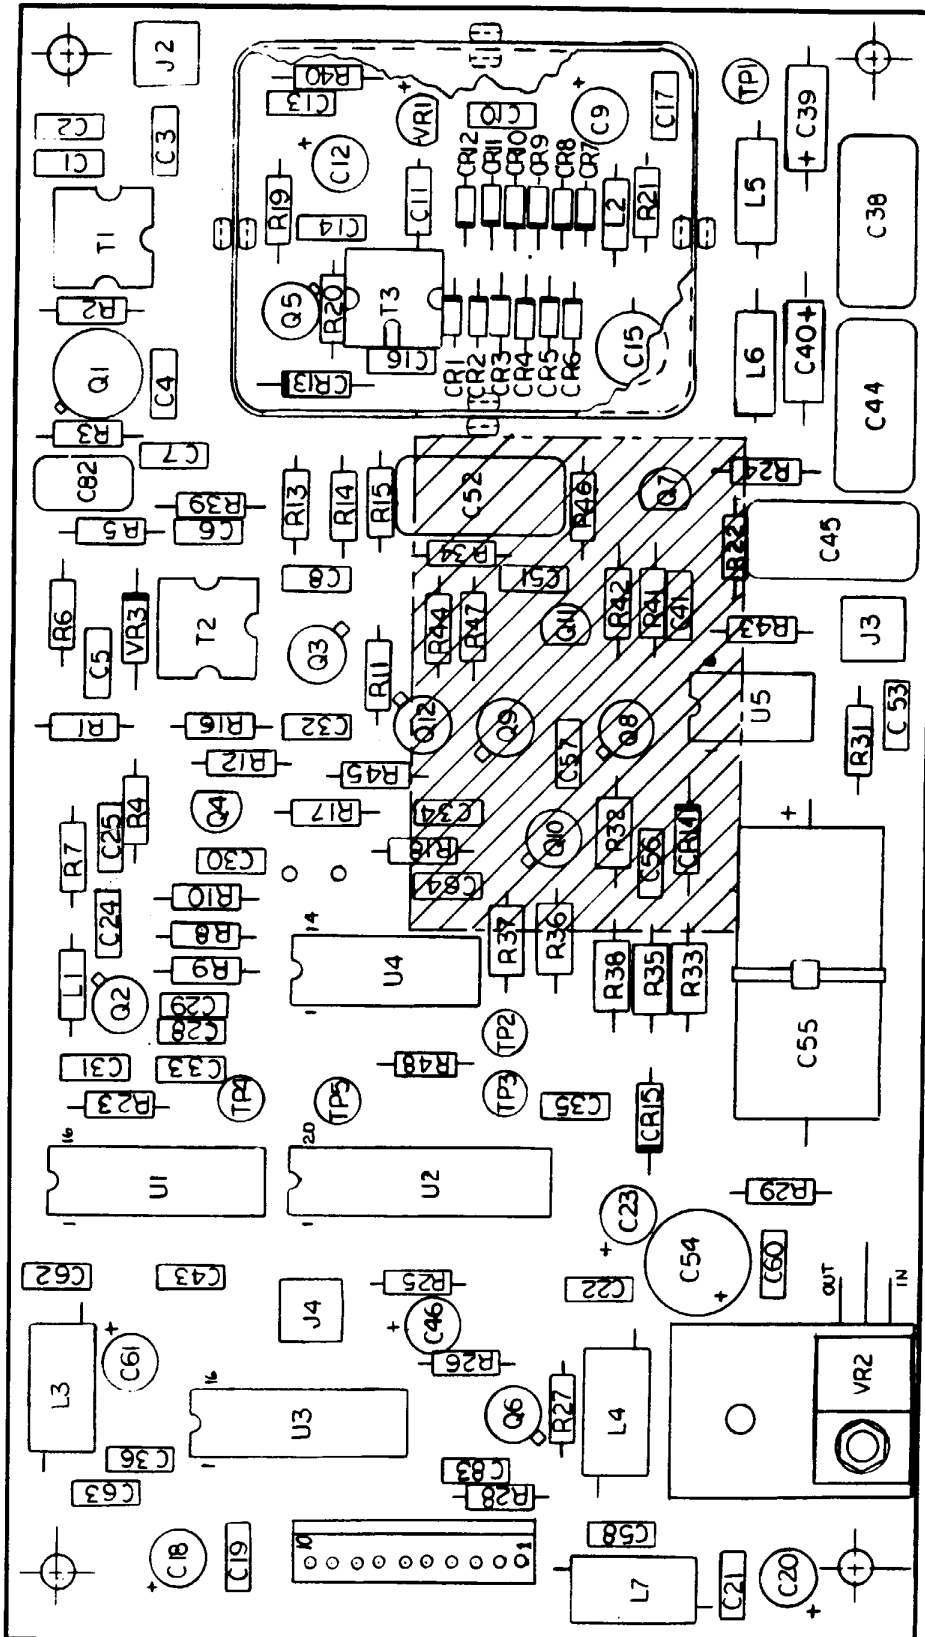 J2
R40
C13
VR1
C10
C9
C17
TP1
C39
+
C2
C1
C3
C12
+
R19
C14
C11
CR12
CR11
CR10
CR9
CR8
CR7
L2
R21
L5
C38
T1
R2
Q5
R20
T3
C16
CR13
CR1
CR2
CR3
CR4
CR5
CR6
C15
L6
C40+
C44
Q1
C4
R3
C7
C82
R39
R5
C6
R13
R14
R15
C52
R46
Q7
R24
R34
C51
R22
C45
R6
C5
VR3
T2
C8
Q3
R11
R44
R47
Q11
R42
R41
C41
R43
J3
R1
R16
C32
R12
Q12
Q9
Q8
C57
U5
R31
C53
R45
R7
C25
R4
Q4
R17
C34
R18
Q10
R32
C56
CR14
+
C30
C64
R10
C24
R8
R9
14
U4
1
R37
R36
R38
R35
R33
C55
L1
Q2
C29
C28
C31
C33
R23
TP4
TP5
R48
TP2
TP3
C35
CR15
16
U1
1
20
U2
1
R29
C23
+
C54
+
C60
C62
C43
J4
R25
C46
+
C22
OUT
IN
L3
C61
+
16
U3
1
R26
Q6
R27
L4
VR2
C36
C63
C83
R28
C58
C18
+
C19
10
1
L7
C21
C20
+